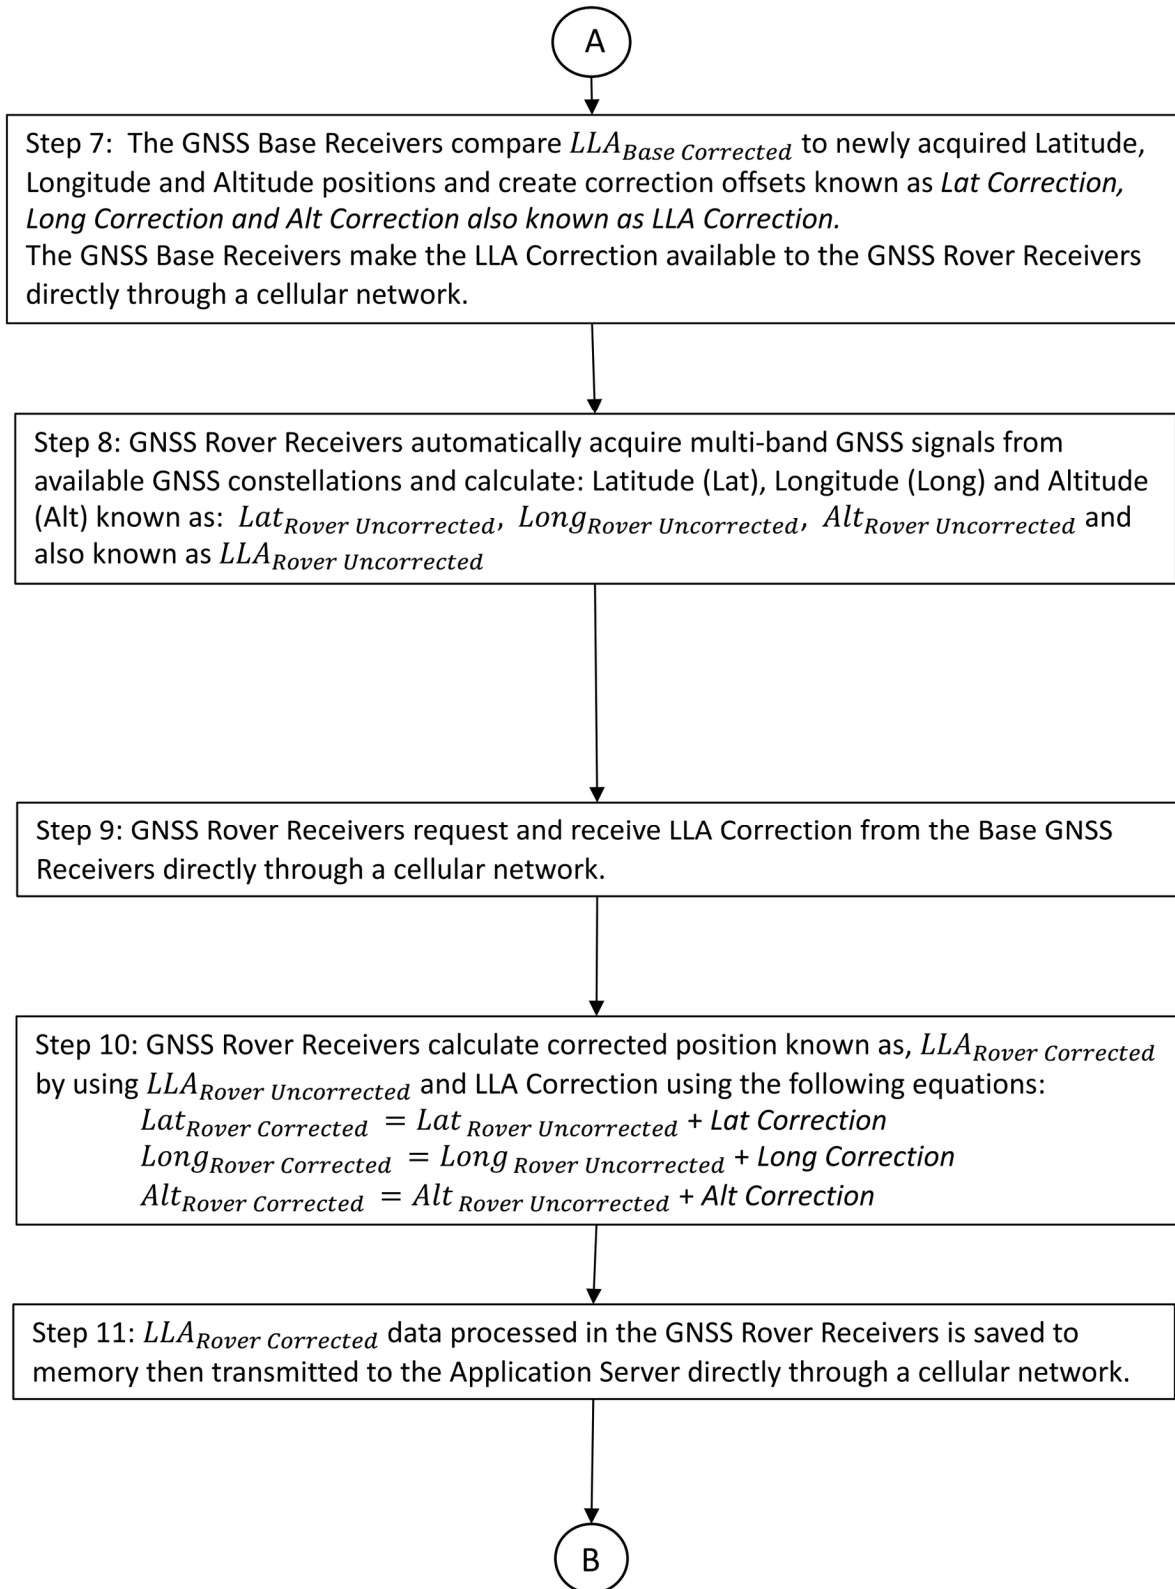 A
Step 7:  The GNSS Base Receivers compare LLA_Base Corrected to newly acquired Latitude,
Longitude and Altitude positions and create correction offsets known as Lat Correction,
Long Correction and Alt Correction also known as LLA Correction.
The GNSS Base Receivers make the LLA Correction available to the GNSS Rover Receivers
directly through a cellular network.
Step 8: GNSS Rover Receivers automatically acquire multi-band GNSS signals from
available GNSS constellations and calculate: Latitude (Lat), Longitude (Long) and Altitude
(Alt) known as:  Lat_Rover Uncorrected, Long_Rover Uncorrected, Alt_Rover Uncorrected and
also known as LLA_Rover Uncorrected
Step 9: GNSS Rover Receivers request and receive LLA Correction from the Base GNSS
Receivers directly through a cellular network.
Step 10: GNSS Rover Receivers calculate corrected position known as, LLA_Rover Corrected
by using LLA_Rover Uncorrected and LLA Correction using the following equations:
Lat_Rover Corrected = Lat_Rover Uncorrected + Lat Correction
Long_Rover Corrected = Long_Rover Uncorrected + Long Correction
Alt_Rover Corrected = Alt_Rover Uncorrected + Alt Correction
Step 11: LLA_Rover Corrected data processed in the GNSS Rover Receivers is saved to
memory then transmitted to the Application Server directly through a cellular network.
B